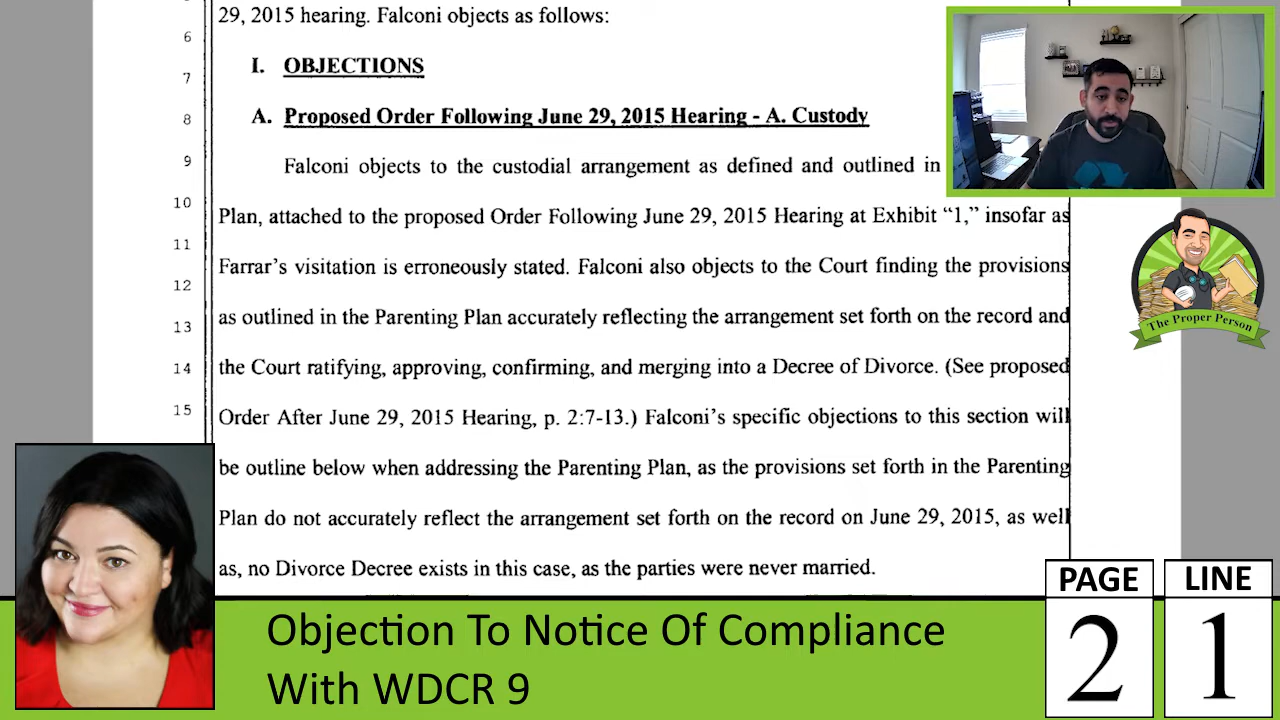 29, 2015 hearing. Falconi objects as follows:
6
I. OBJECTIONS
7
8
A. Proposed Order Following June 29, 2015 Hearing - A. Custody
9
Falconi objects to the custodial arrangement as defined and outlined in
10
Plan, attached to the proposed Order Following June 29, 2015 Hearing at Exhibit “1,” insofar as
11
Farrar’s visitation is erroneously stated. Falconi also objects to the Court finding the provisions
12
as outlined in the Parenting Plan accurately reflecting the arrangement set forth on the record and
13
the Court ratifying, approving, confirming, and merging into a Decree of Divorce. (See proposed
14
Order After June 29, 2015 Hearing, p. 2:7-13.) Falconi’s specific objections to this section will
15
be outline below when addressing the Parenting Plan, as the provisions set forth in the Parenting
Plan do not accurately reflect the arrangement set forth on the record on June 29, 2015, as well
as, no Divorce Decree exists in this case, as the parties were never married.
The Proper Person
Objection To Notice Of Compliance
With WDCR 9
PAGE
2
LINE
1